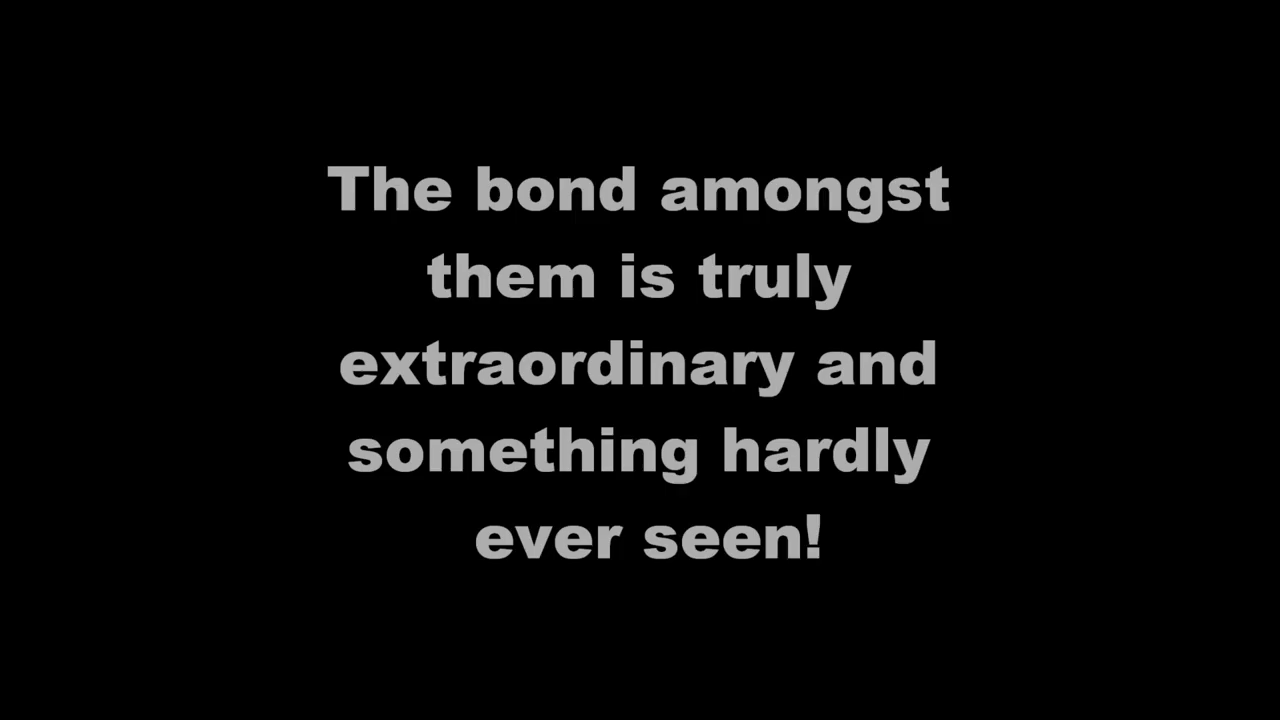 The bond amongst
them is truly
extraordinary and
something hardly
ever seen!